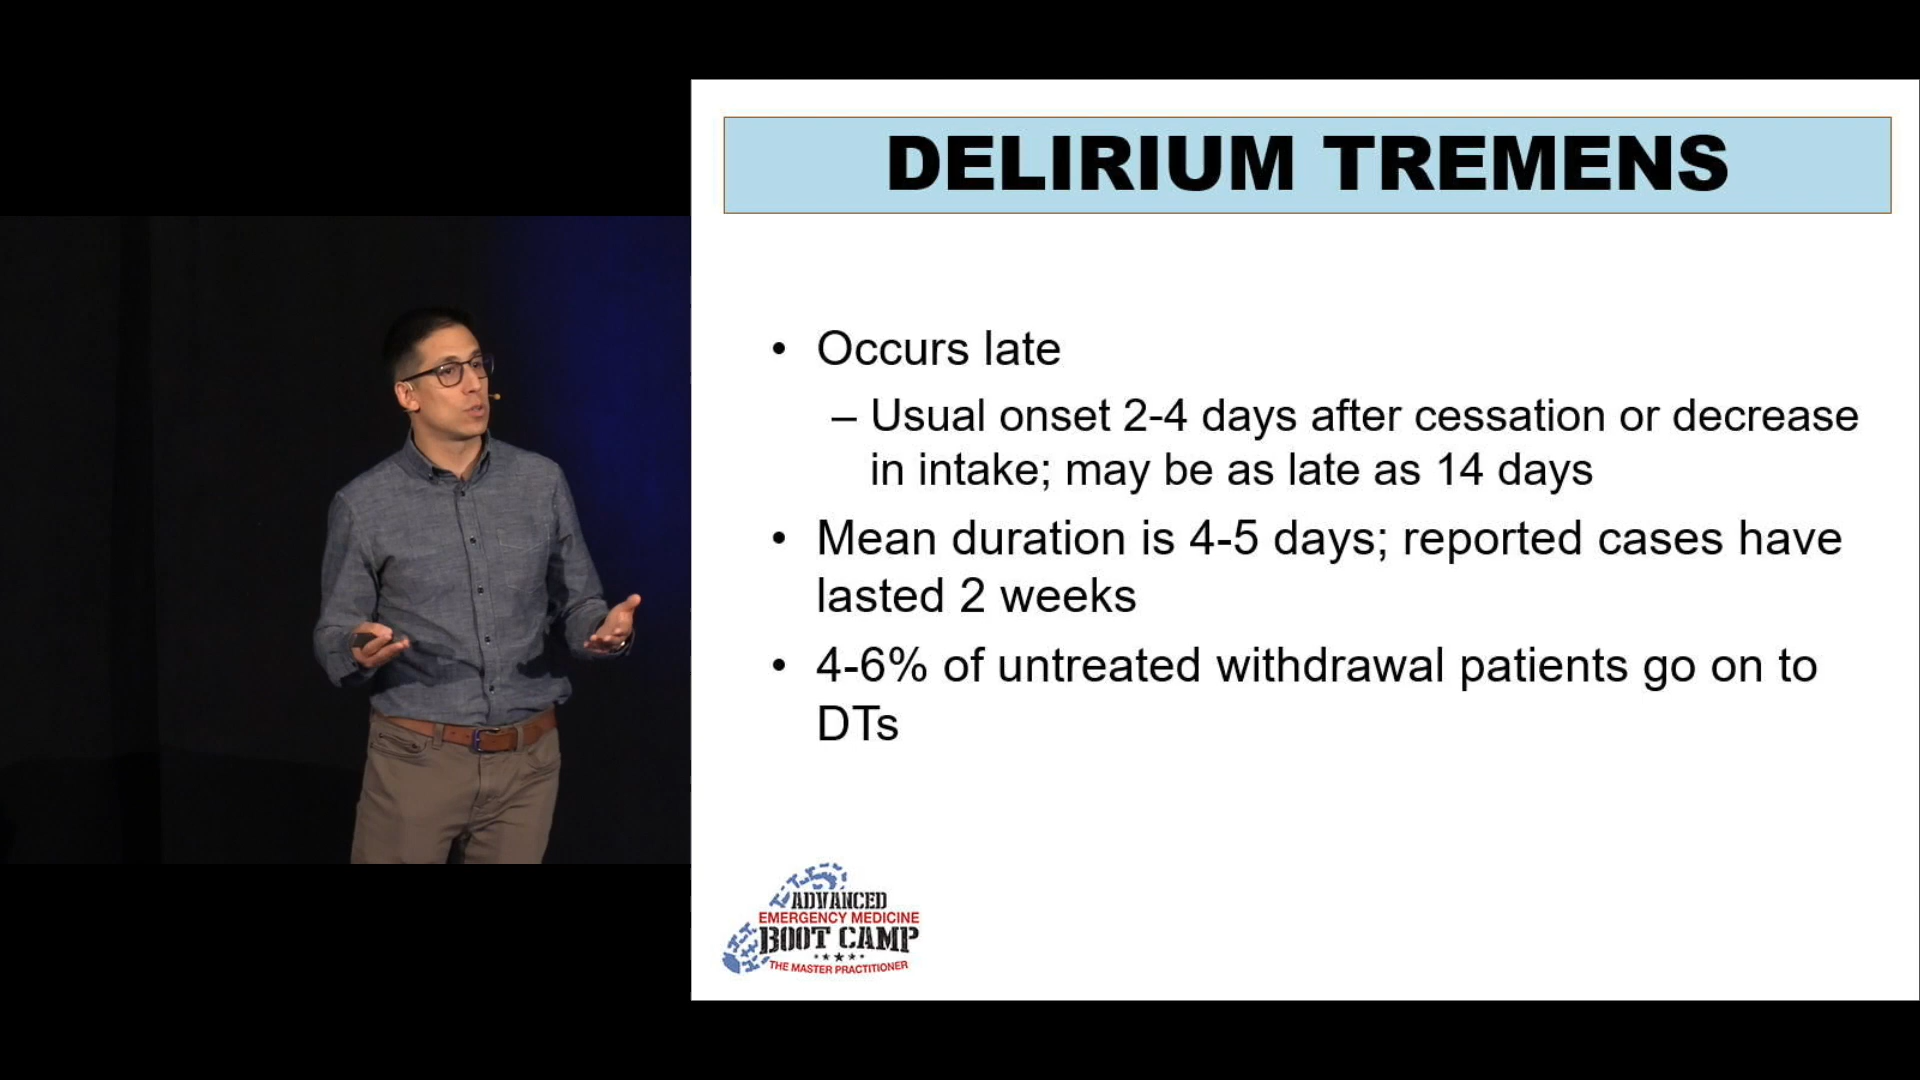 DELIRIUM TREMENS
• Occurs late
– Usual onset 2-4 days after cessation or decrease
in intake; may be as late as 14 days
• Mean duration is 4-5 days; reported cases have
lasted 2 weeks
• 4-6% of untreated withdrawal patients go on to
DTs
ADVANCED
EMERGENCY MEDICINE
BOOT CAMP
THE MASTER PRACTITIONER